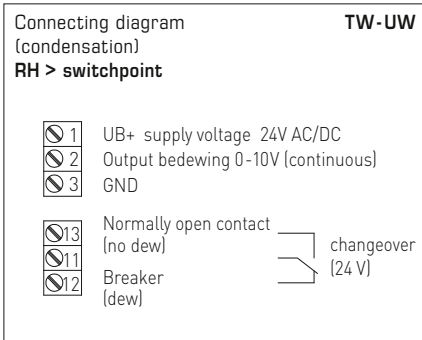 Connecting diagram TW-UW
(condensation)
RH > switchpoint
1 UB+ supply voltage 24V AC/DC
2 Output bedewing 0-10V (continuous)
3 GND
13 Normally open contact
(no dew)
11
12 Breaker
(dew)
changeover
(24 V)